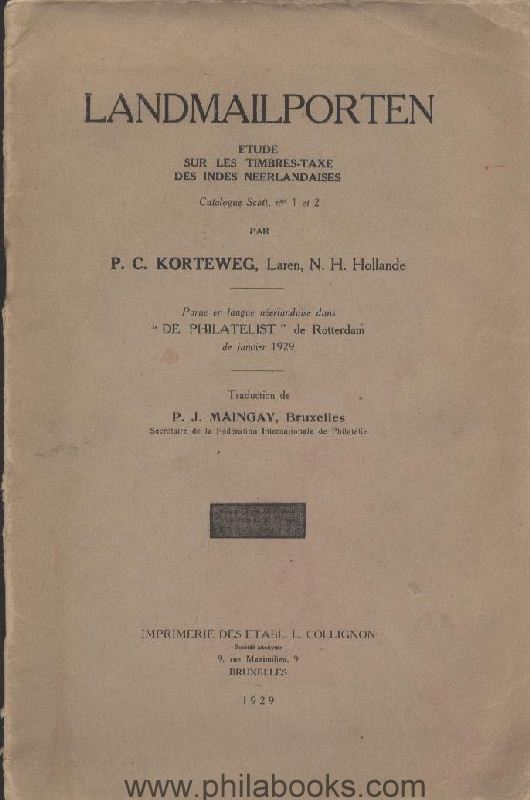 LANDMAILPORTEN
ETUDE
SUR LES TIMBRES-TAXE
DES INDES NEERLANDAISES
Catalogue Scott, nos 1 et 2
PAR
P. C. KORTEWEG, Laren, N. H. Hollande
Parue en langue néerlandaise dans
“ DE PHILATELIST ” de Rotterdam
de janvier 1929
Traduction de
P. J. MAINGAY, Bruxelles
Secrétaire de la Fédération Internationale de Philatélie
IMPRIMERIE DES ETABL. L. COLLIGNON
Société anonyme
9, rue Maximilien, 9
BRUXELLES
1929
www.philabooks.com